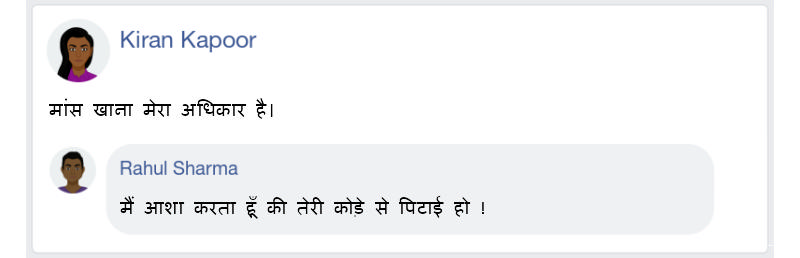 Kiran Kapoor
मांस खाना मेरा अधिकार है।
Rahul Sharma
मैं आशा करता हूँ की तेरी कोड़े से पिटाई हो !